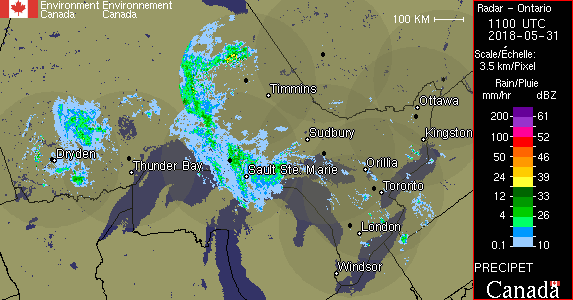 Environment Environnement
Canada Canada
100 KM
Timmins
Ottawa
Sudbury
Kingston
Dryden
Thunder Bay
Sault Ste. Marie
Orillia
Toronto
London
Windsor
Radar - Ontario
1100 UTC
2018-05-31
Scale/Échelle:
3.5 km/Pixel
Rain/Pluie
mm/hr dBZ
200 61
100 52
50 46
24 39
12 33
4 26
0.1 10
PRECIPET
Canada